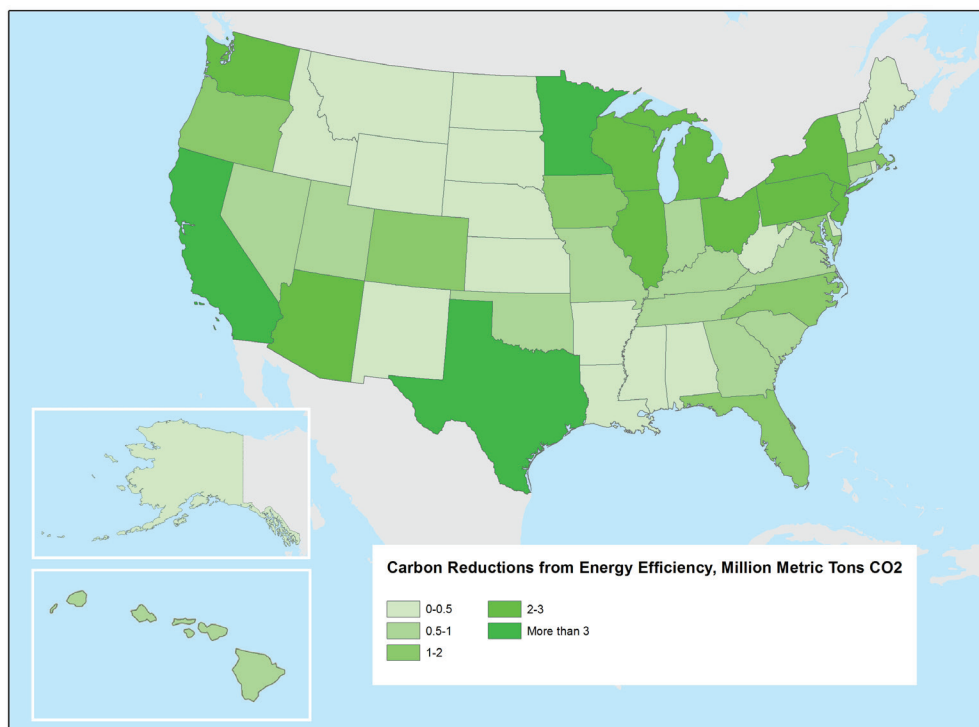 Carbon Reductions from Energy Efficiency, Million Metric Tons CO2
0-0.5
0.5-1
1-2
2-3
More than 3